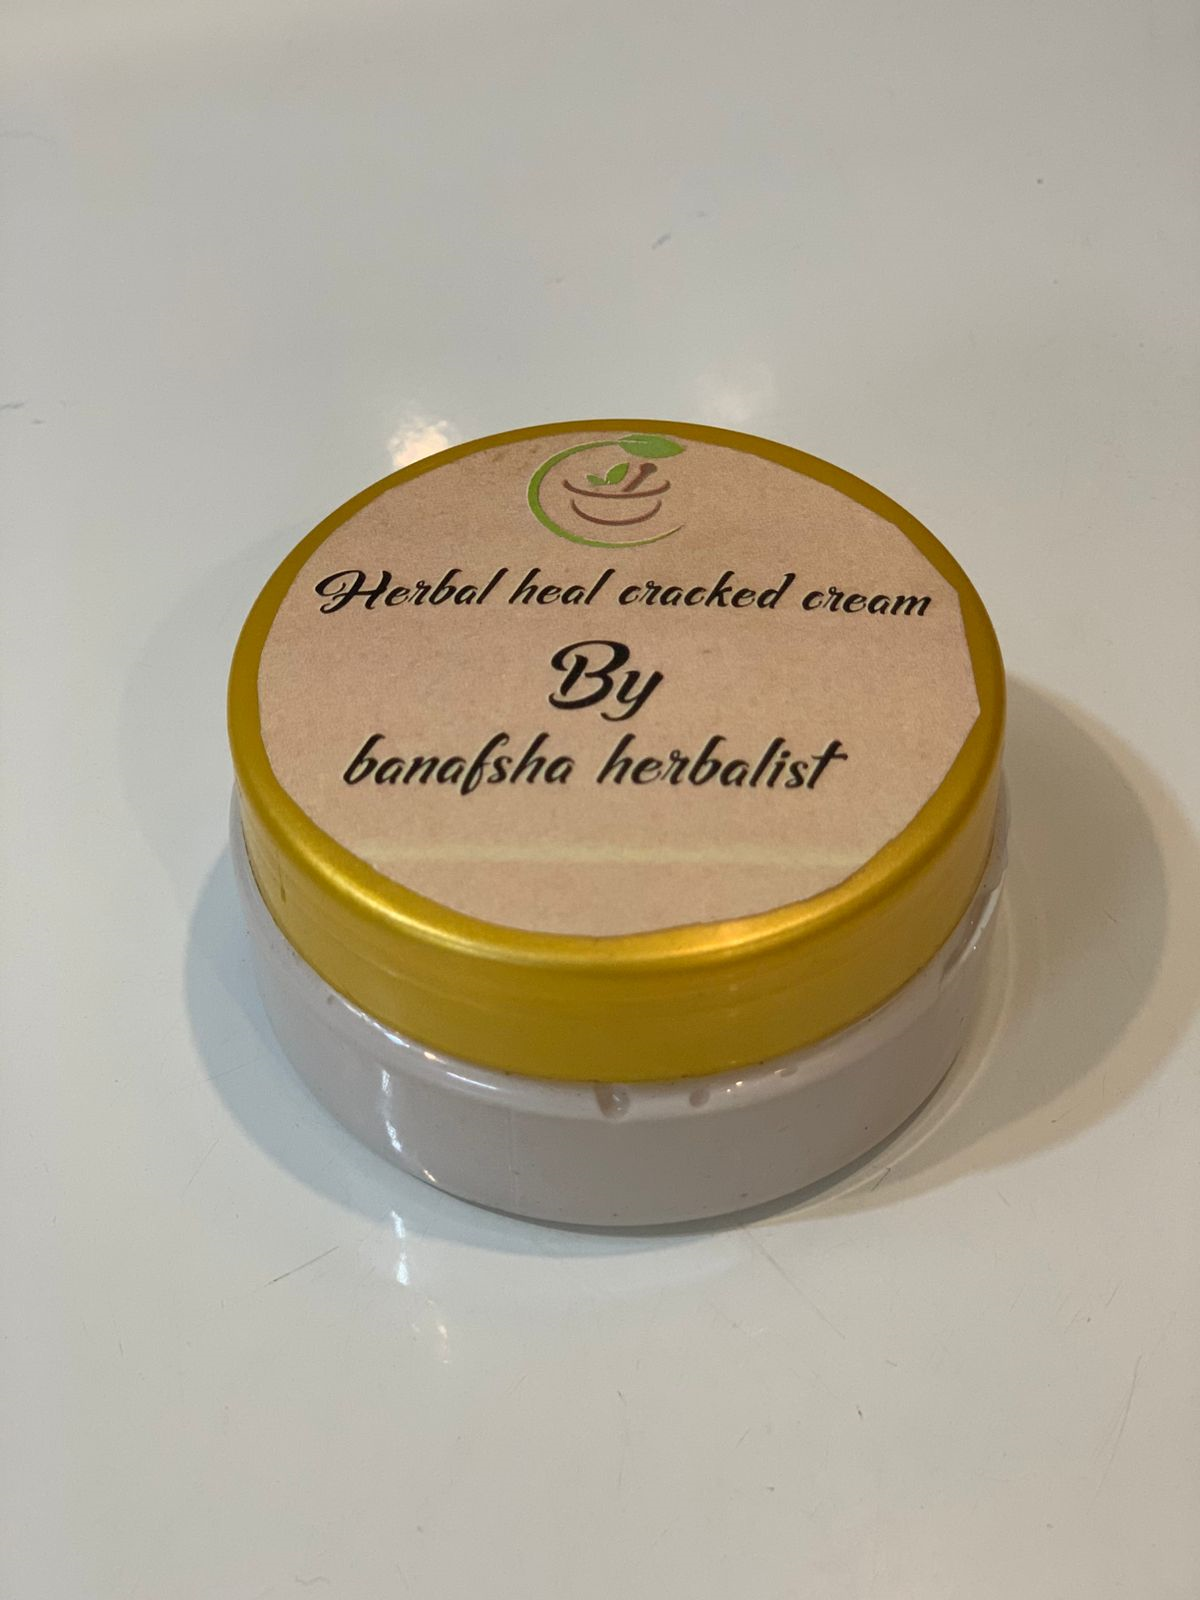 Herbal heal cracked cream
By
banafsha herbalist